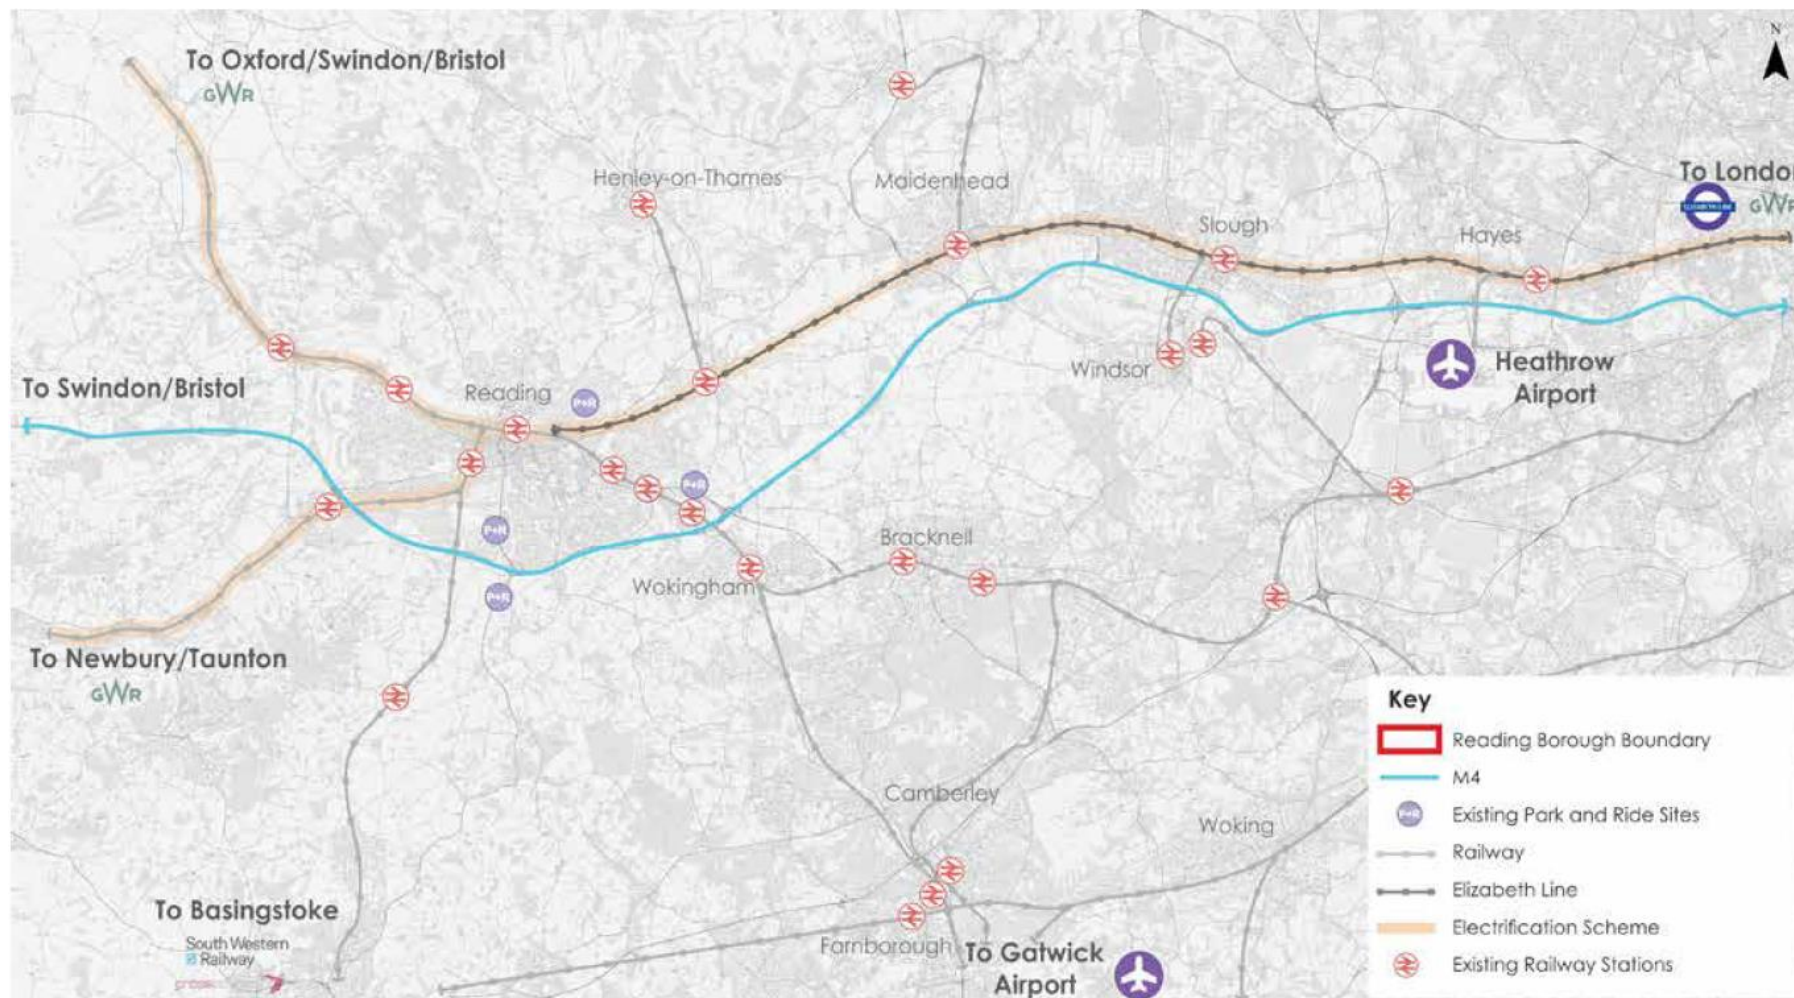 N
To Oxford/Swindon/Bristol
GWR
Henley-on-Thames
Maidenhead
To London
GWR
Slough
Hayes
Windsor
Heathrow
Airport
To Swindon/Bristol
Reading
P+R
P+R
P+R
P+R
Bracknell
Wokingham
To Newbury/Taunton
GWR
Camberley
Woking
To Basingstoke
South Western
Railway
Farnborough
To Gatwick
Airport
Key
Reading Borough Boundary
M4
P+R
Existing Park and Ride Sites
Railway
Elizabeth Line
Electrification Scheme
Existing Railway Stations